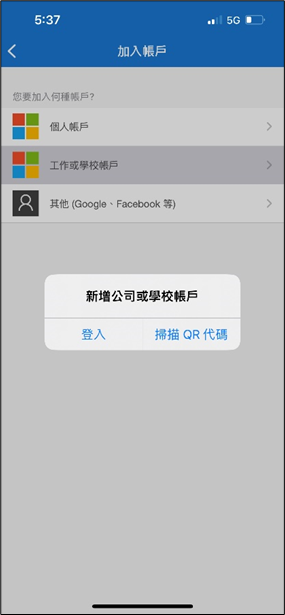 5:37
5G
加入帳戶
您要加入何種帳戶?
個人帳戶
工作或學校帳戶
其他 (Google、Facebook 等)
新增公司或學校帳戶
登入
掃描 QR 代碼